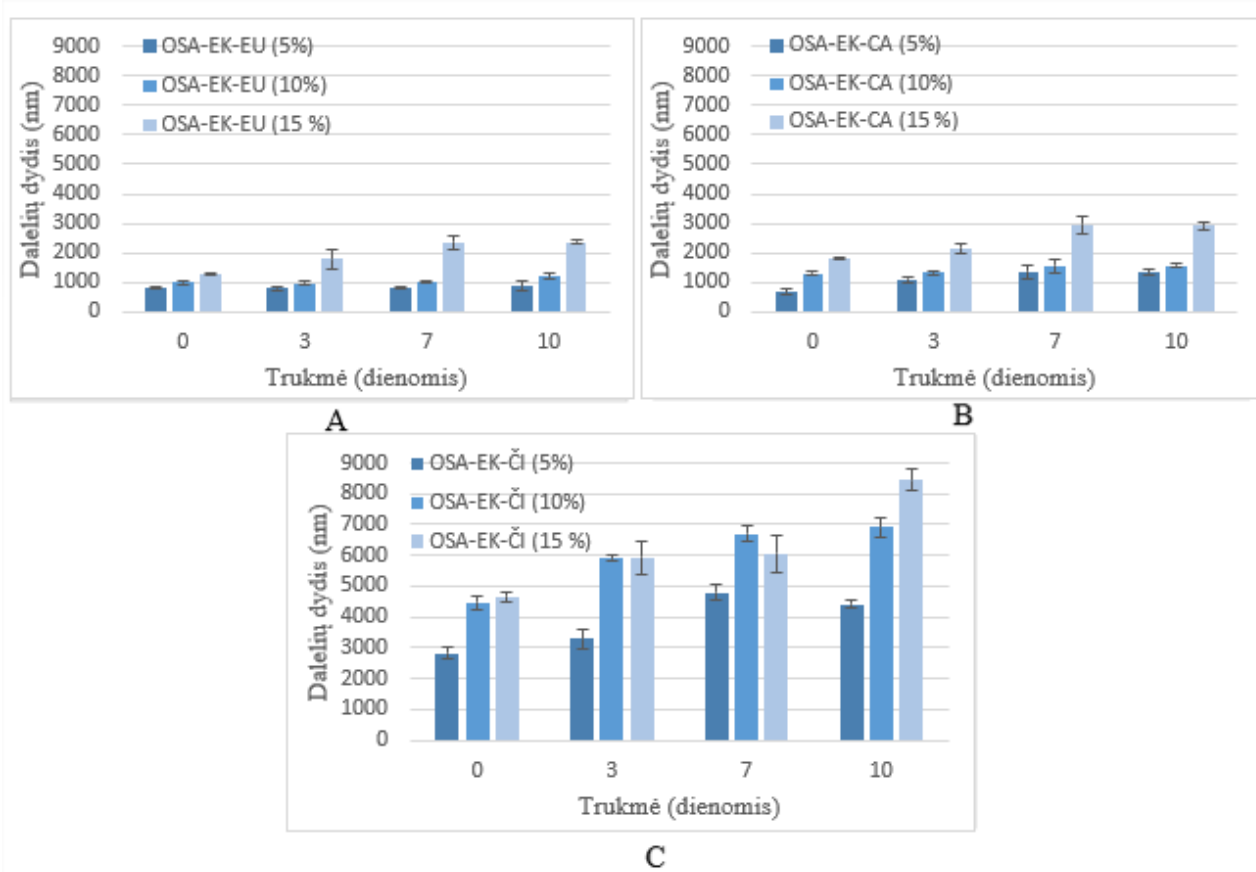 9000
8000
7000
6000
5000
4000
3000
2000
1000
0
Dalelių dydis (nm)
OSA-EK-EU (5%)
OSA-EK-EU (10%)
OSA-EK-EU (15 %)
0 3 7 10
Trukmė (dienomis)
A
9000
8000
7000
6000
5000
4000
3000
2000
1000
0
Dalelių dydis (nm)
OSA-EK-CA (5%)
OSA-EK-CA (10%)
OSA-EK-CA (15 %)
0 3 7 10
Trukmė (dienomis)
B
9000
8000
7000
6000
5000
4000
3000
2000
1000
0
Dalelių dydis (nm)
OSA-EK-ČI (5%)
OSA-EK-ČI (10%)
OSA-EK-ČI (15 %)
0 3 7 10
Trukmė (dienomis)
C